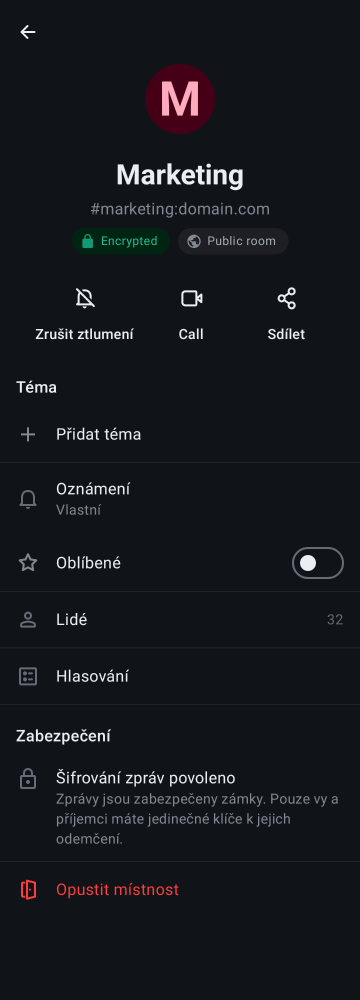 M
Marketing
#marketing:domain.com
Encrypted
Public room
Zrušit ztlumení
Call
Sdílet
Téma
Přidat téma
Oznámení
Vlastní
Oblíbené
Lidé
32
Hlasování
Zabezpečení
Šifrování zpráv povoleno
Zprávy jsou zabezpečeny zámky. Pouze vy a
příjemci máte jedinečné klíče k jejich
odemčení.
Opustit místnost